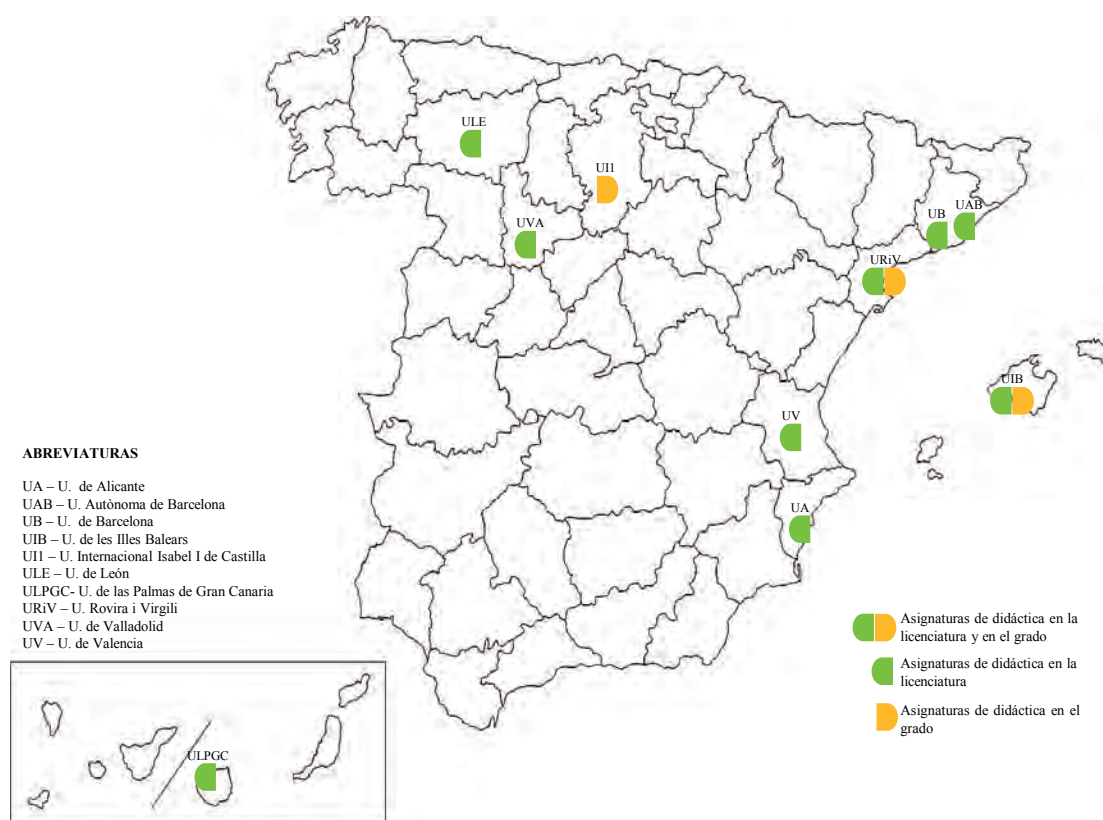 ULE
UI1
UVA
UB
UAB
URiV
UIB
UV
UA
ABREVIATURAS
UA – U.  de Alicante
UAB – U. Autònoma de Barcelona
UB – U.  de Barcelona
UIB – U. de les Illes Balears
UI1 – U. Internacional Isabel I de Castilla
ULE – U. de León
ULPGC- U. de las Palmas de Gran Canaria
URiV – U. Rovira i Virgili
UVA – U. de Valladolid
UV – U. de Valencia
Asignaturas de didáctica en la
licenciatura y en el grado
Asignaturas de didáctica en la
licenciatura
Asignaturas de didáctica en el
grado
ULPGC